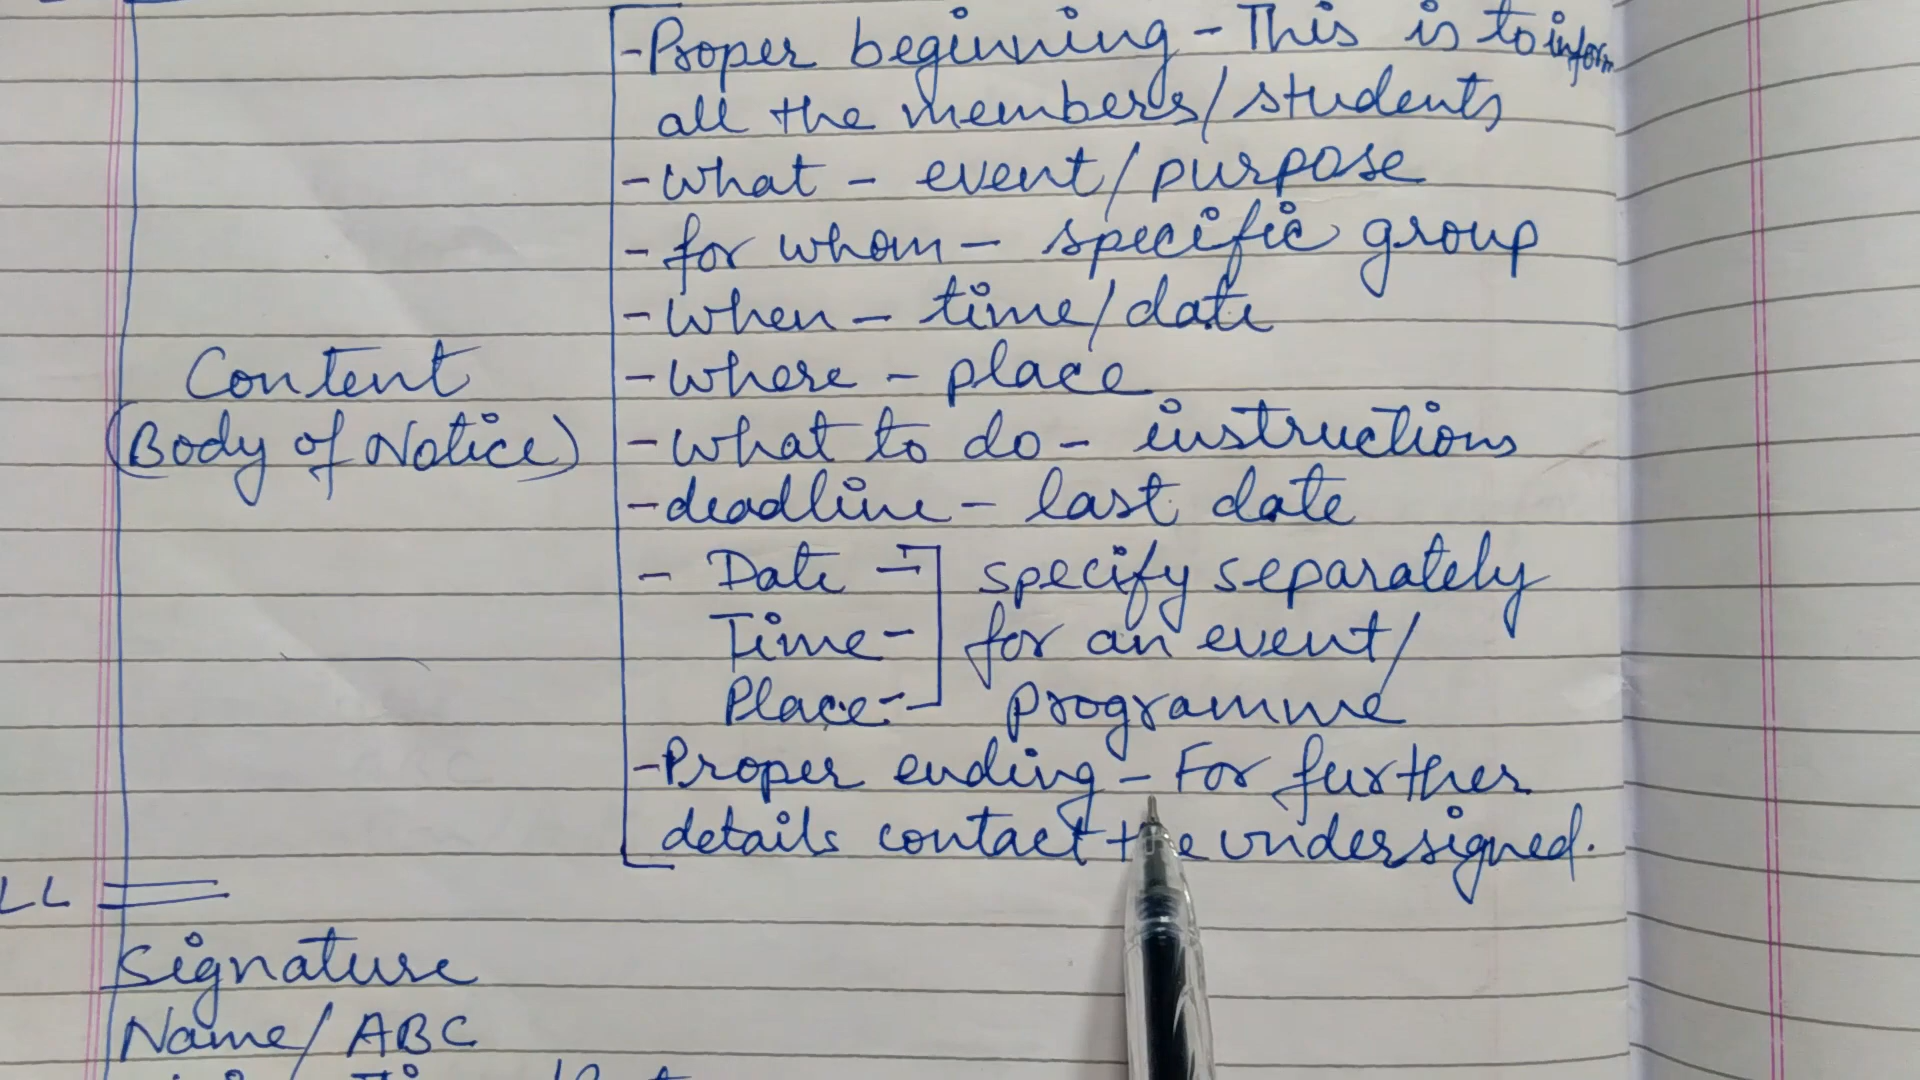 -Proper beginning - This is to inform
all the members/students
-what - event/purpose
-for whom - specific group
-when - time/date
-where - place
Content
(Body of Notice)
-what to do - instructions
-deadline - last date
- Date - specify separately
Time - for an event/
Place - programme
-Proper ending - For further
details contact the undersigned.
LL
Signature
Name/ABC